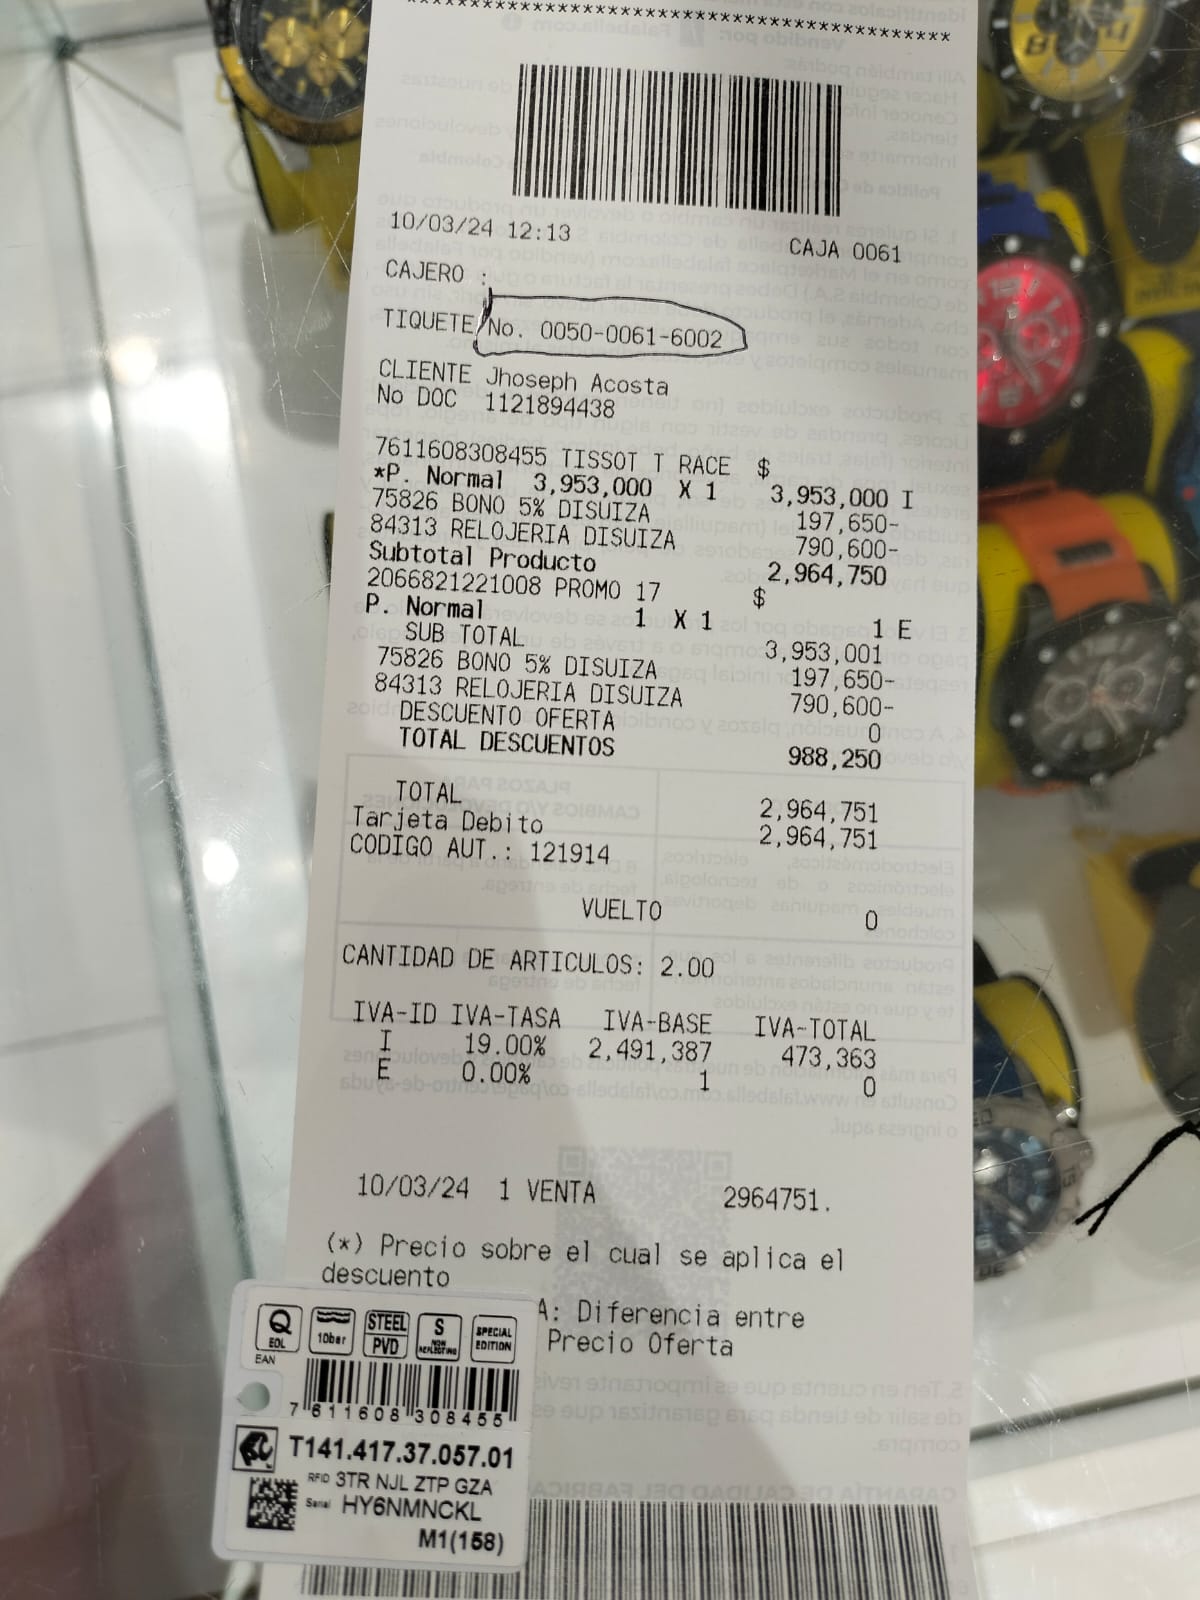 ****************************************
10/03/24 12:13 CAJA 0061
CAJERO :
TIQUETE No. 0050-0061-6002
CLIENTE Jhoseph Acosta
No DOC 1121894438
7611608308455 TISSOT T RACE $
*P. Normal 3,953,000 X 1 3,953,000 I
75826 BONO 5% DISUIZA 197,650-
84313 RELOJERIA DISUIZA 790,600-
Subtotal Producto 2,964,750
2066821221008 PROMO 17 $
P. Normal 1 X 1 1 E
SUB TOTAL 3,953,001
75826 BONO 5% DISUIZA 197,650-
84313 RELOJERIA DISUIZA 790,600-
DESCUENTO OFERTA 0
TOTAL DESCUENTOS 988,250
TOTAL 2,964,751
Tarjeta Debito 2,964,751
CODIGO AUT.: 121914
VUELTO 0
CANTIDAD DE ARTICULOS: 2.00
IVA-ID IVA-TASA IVA-BASE IVA-TOTAL
I 19.00% 2,491,387 473,363
E 0.00% 1 0
10/03/24 1 VENTA 2964751.
(*) Precio sobre el cual se aplica el
descuento
A: Diferencia entre
Precio Oferta
Q EOL 10bar STEEL PVD S NON REFLECTING SPECIAL EDITION
EAN
7 611608 308455
T141.417.37.057.01
RFID 3TR NJL ZTP GZA
Serial HY6NMNCKL
M1(158)